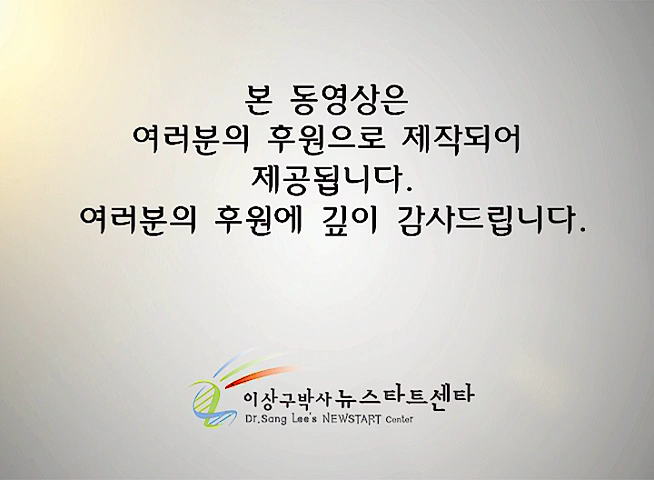 본 동영상은
여러분의 후원으로 제작되어
제공됩니다.
여러분의 후원에 깊이 감사드립니다.
이상구박사 뉴스타트센타
Dr.Sang Lee's NEWSTART Center